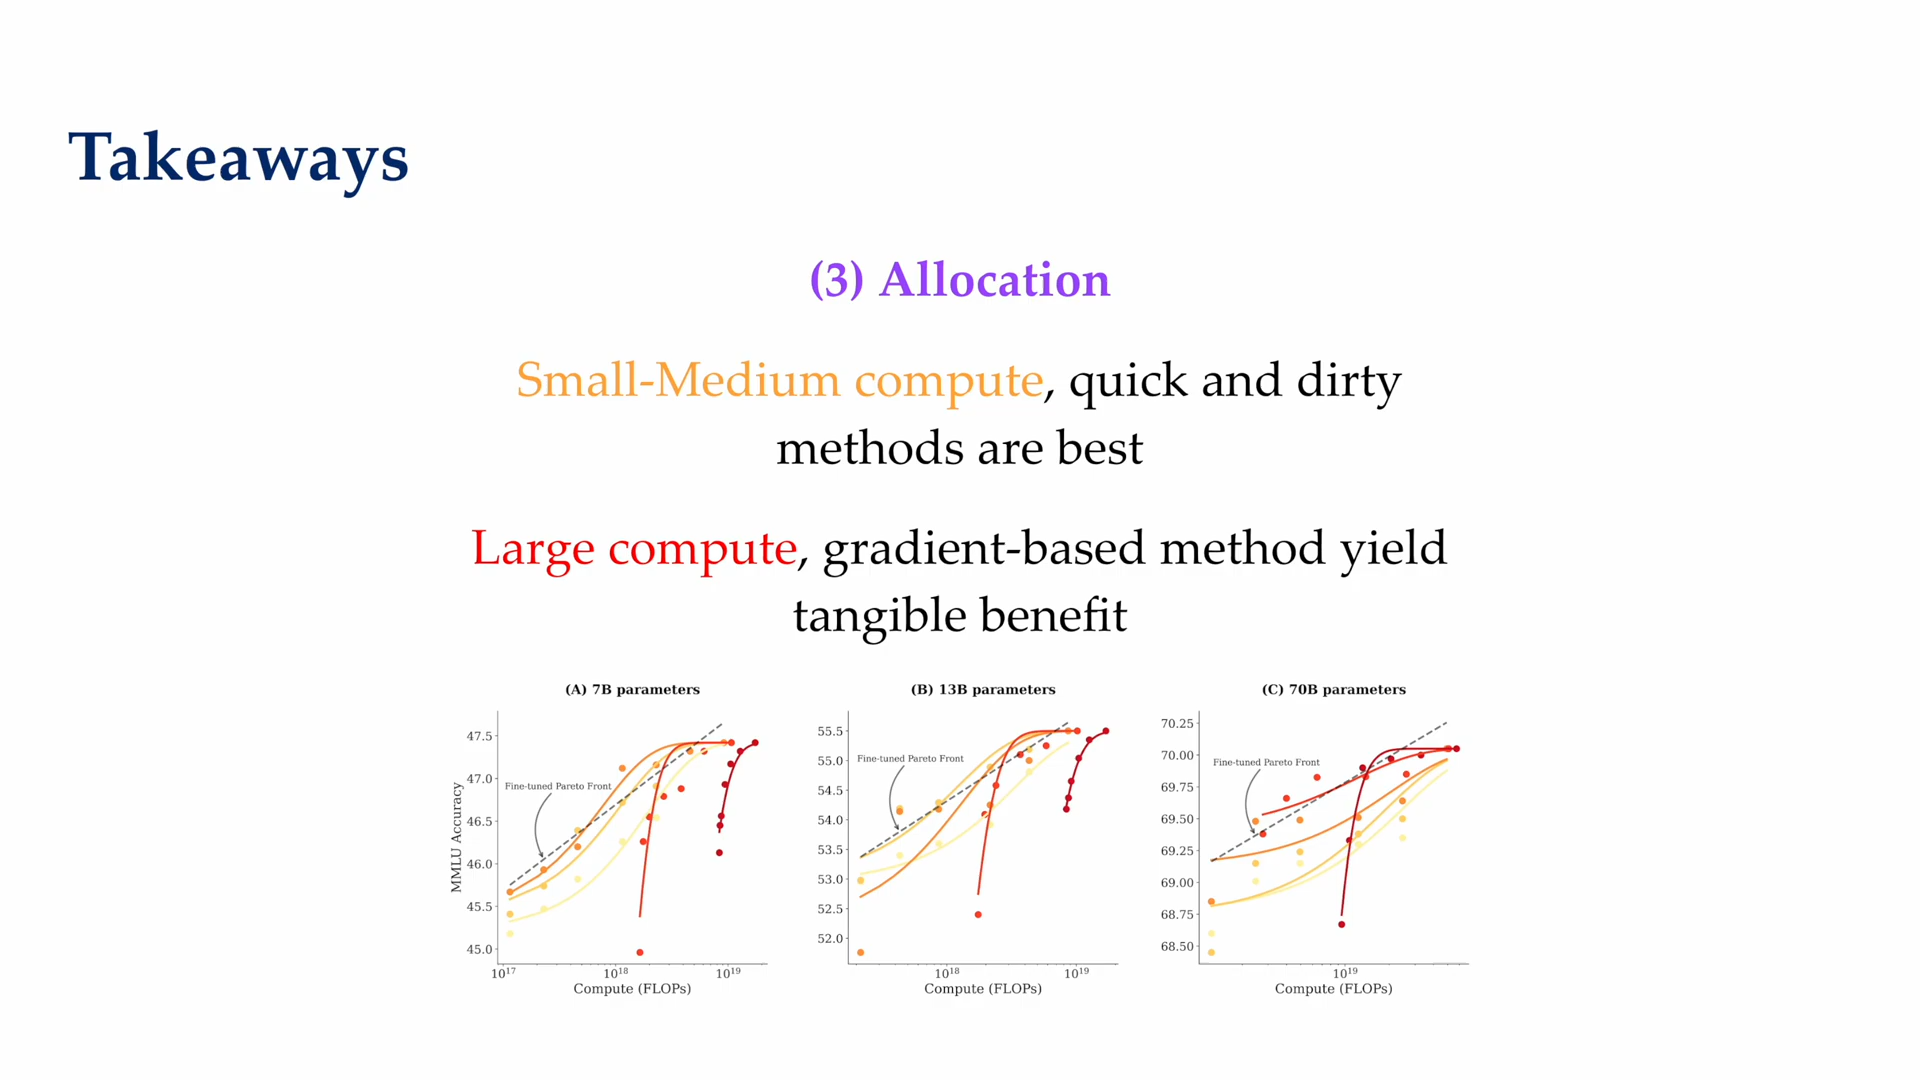 Takeaways
(3) Allocation
Small-Medium compute, quick and dirty
methods are best
Large compute, gradient-based method yield
tangible benefit
(A) 7B parameters
MMLU Accuracy
47.5
47.0
46.5
46.0
45.5
45.0
Fine-tuned Pareto Front
10¹⁷
10¹⁸
10¹⁹
Compute (FLOPs)
(B) 13B parameters
55.5
55.0
54.5
54.0
53.5
53.0
52.5
52.0
Fine-tuned Pareto Front
10¹⁸
10¹⁹
Compute (FLOPs)
(C) 70B parameters
70.25
70.00
69.75
69.50
69.25
69.00
68.75
68.50
Fine-tuned Pareto Front
10¹⁹
Compute (FLOPs)